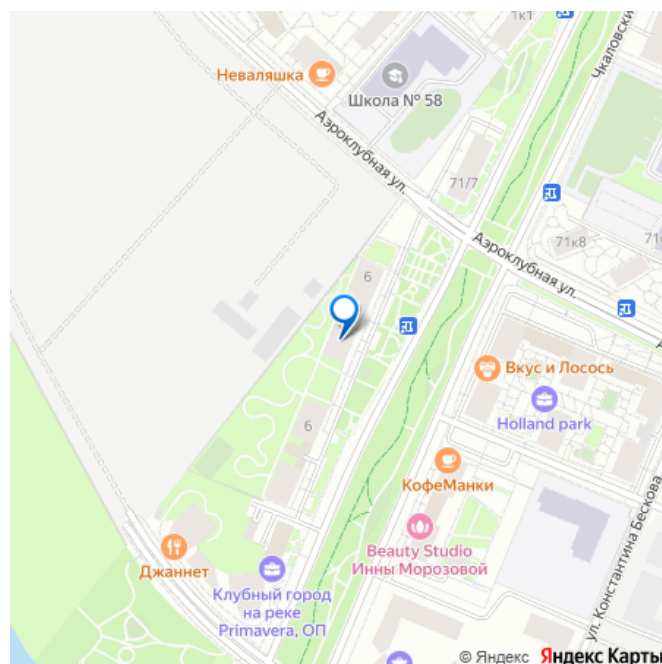 1к1
Чкаловски
Неваляшка
Школа № 58
Аэроклубная ул.
71/7
Аэроклубная ул.
71к8
6
Вкус и Лосось
Holland park
6
КофеМанки
Beauty Studio
Инны Морозовой
Джаннет
Клубный город
на реке
Primavera, ОП
ул. Константина Бескова
© Яндекс Яндекс Карты